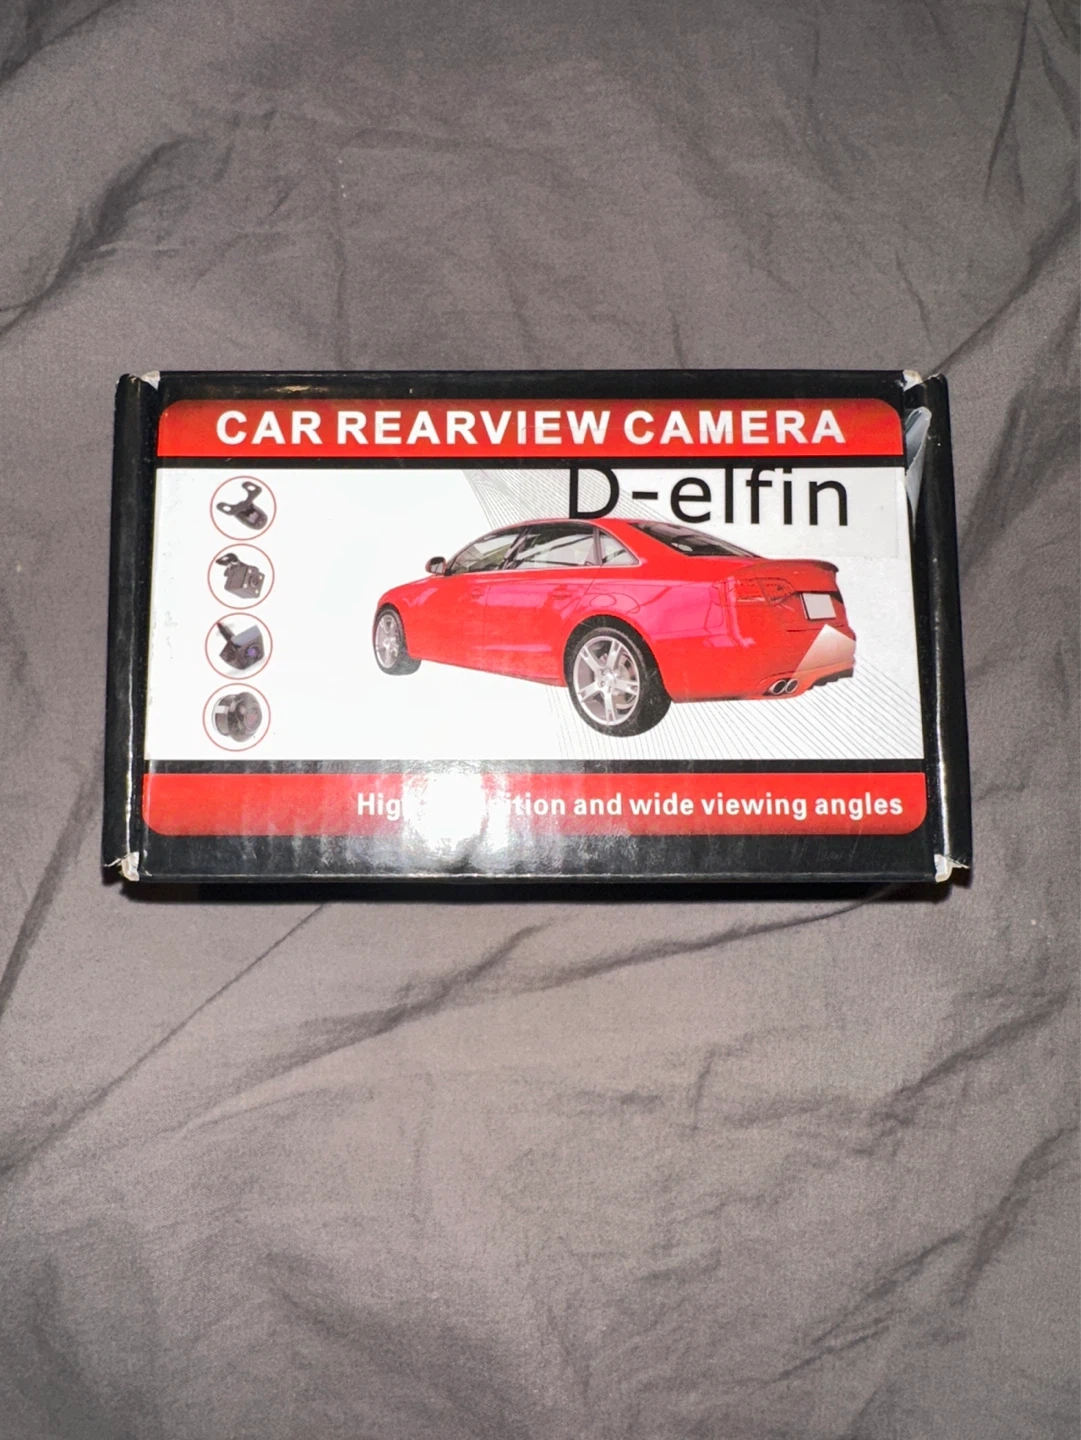 CAR REARVIEW CAMERA
D-elfin
and wide viewing angles